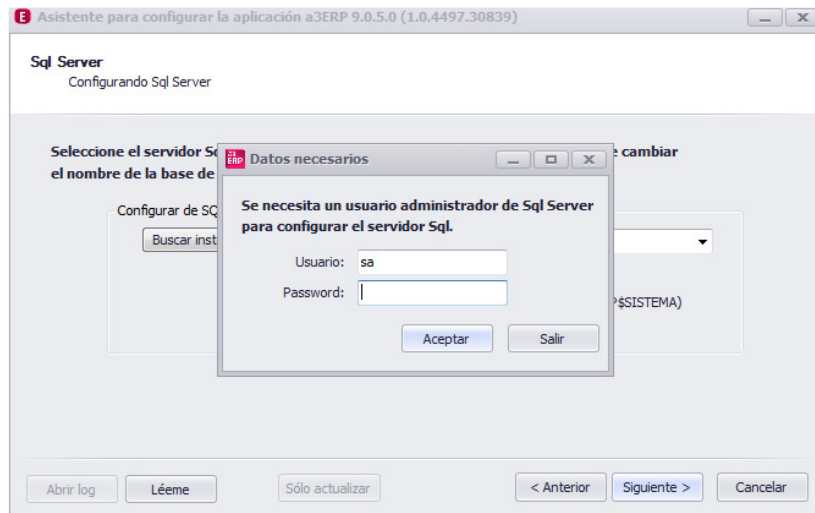 Asistente para configurar la aplicación a3ERP 9.0.5.0 (1.0.4497.30839)
Sql Server
Configurando Sql Server
Seleccione el servidor
e cambiar
el nombre de la base de
Configurar de
Buscar
P$SISTEMA)
a3 ERP Datos necesarios
Se necesita un usuario administrador de Sql Server
para configurar el servidor Sql.
Usuario: sa
Password:
Aceptar Salir
Abrir log Léeme Sólo actualizar < Anterior Siguiente > Cancelar